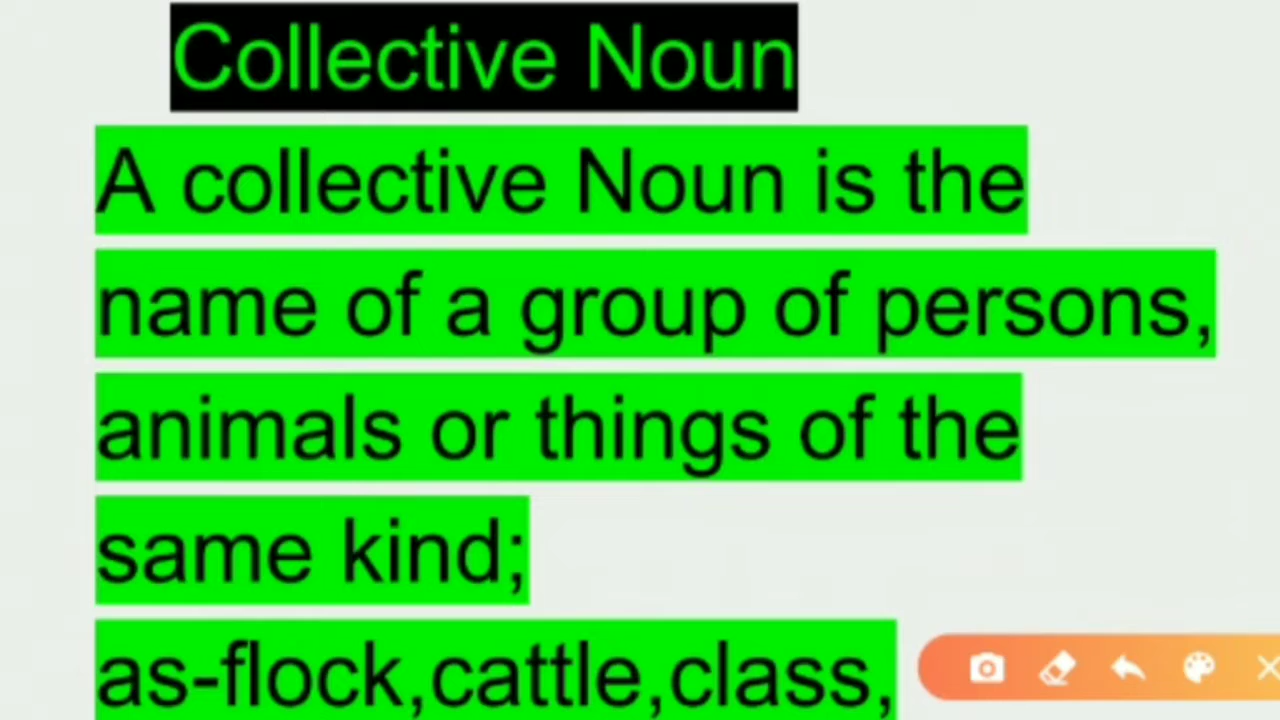 Collective Noun
A collective Noun is the
name of a group of persons,
animals or things of the
same kind;
as-flock,cattle,class,